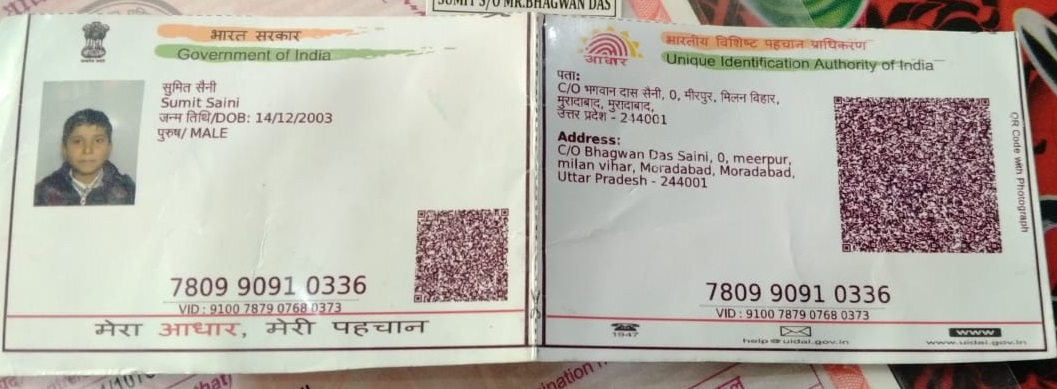 SUMIT S/O MR.BHAGWAN DAS
भारत सरकार
Government of India
सुमित सैनी
Sumit Saini
जन्म तिथि/DOB: 14/12/2003
पुरुष/ MALE
7809 9091 0336
VID : 9100 7879 0768 0373
मेरा आधार, मेरी पहचान
आधार
भारतीय विशिष्ट पहचान प्राधिकरण
Unique Identification Authority of India
पता:
C/O भगवान दास सैनी, 0, मीरपुर, मिलन विहार,
मुरादाबाद, मुरादाबाद,
उत्तर प्रदेश - 244001
Address:
C/O Bhagwan Das Saini, 0, meerpur,
milan vihar, Moradabad, Moradabad,
Uttar Pradesh - 244001
QR Code with Photograph
7809 9091 0336
VID : 9100 7879 0768 0373
1947
help@uidai.gov.in
www
www.uidai.gov.in